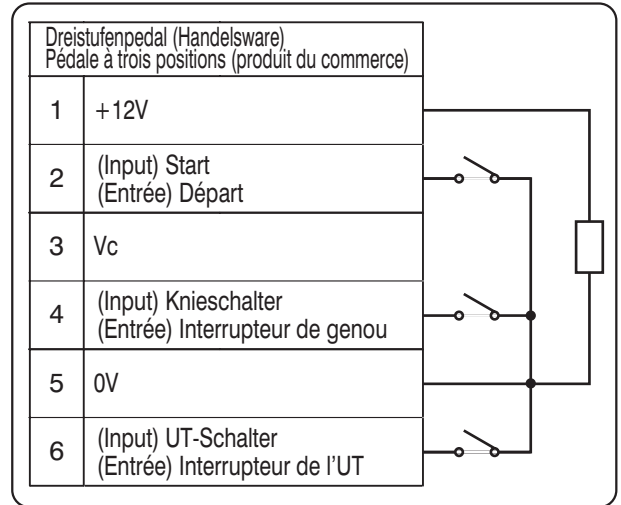 Dreistufenpedal (Handelsware)
Pédale à trois positions (produit du commerce)
1 +12V
2 (Input) Start
(Entrée) Départ
3 Vc
4 (Input) Knieschalter
(Entrée) Interrupteur de genou
5 0V
6 (Input) UT-Schalter
(Entrée) Interrupteur de l'UT